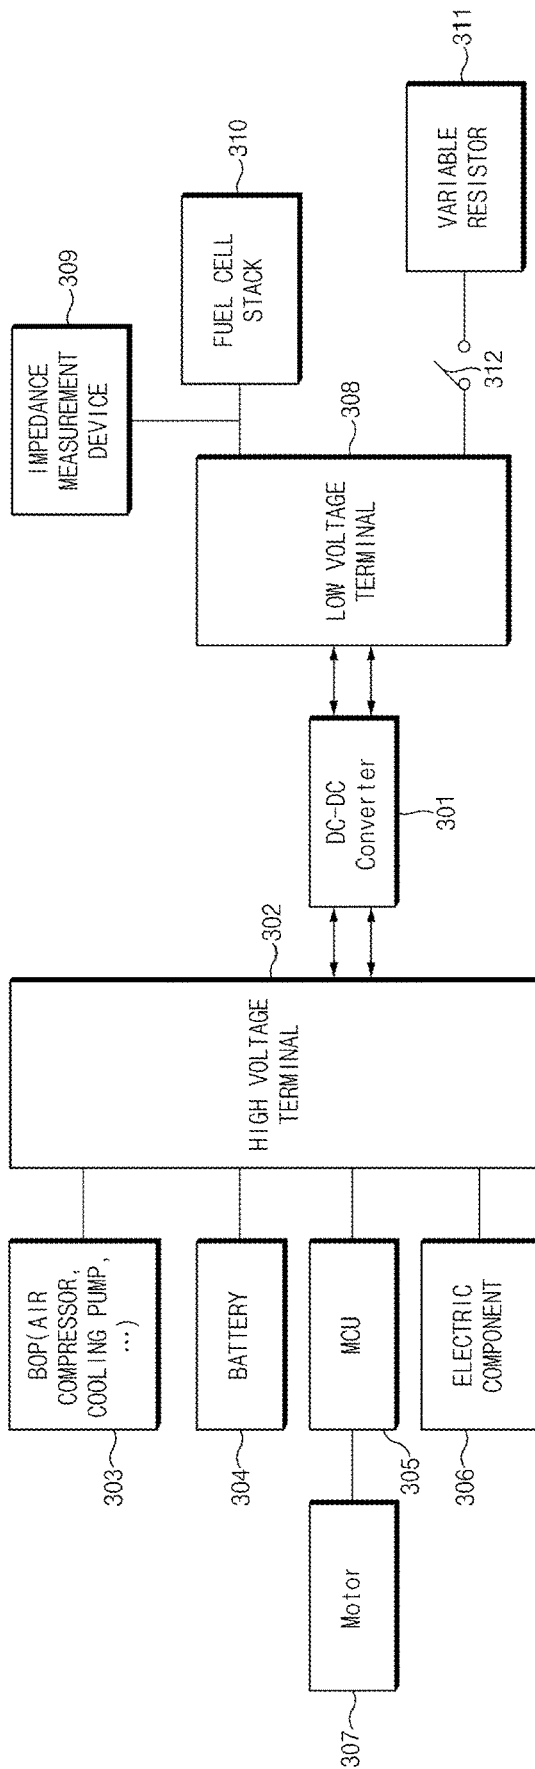 BOP(AIR
COMPRESSOR,
COOLING PUMP,
...)
303
BATTERY
304
MCU
305
ELECTRIC
COMPONENT
306
Motor
307
HIGH VOLTAGE
TERMINAL
302
DC-DC
Converter
301
LOW VOLTAGE
TERMINAL
308
IMPEDANCE
MEASUREMENT
DEVICE
309
FUEL CELL
STACK
310
VARIABLE
RESISTOR
311
312